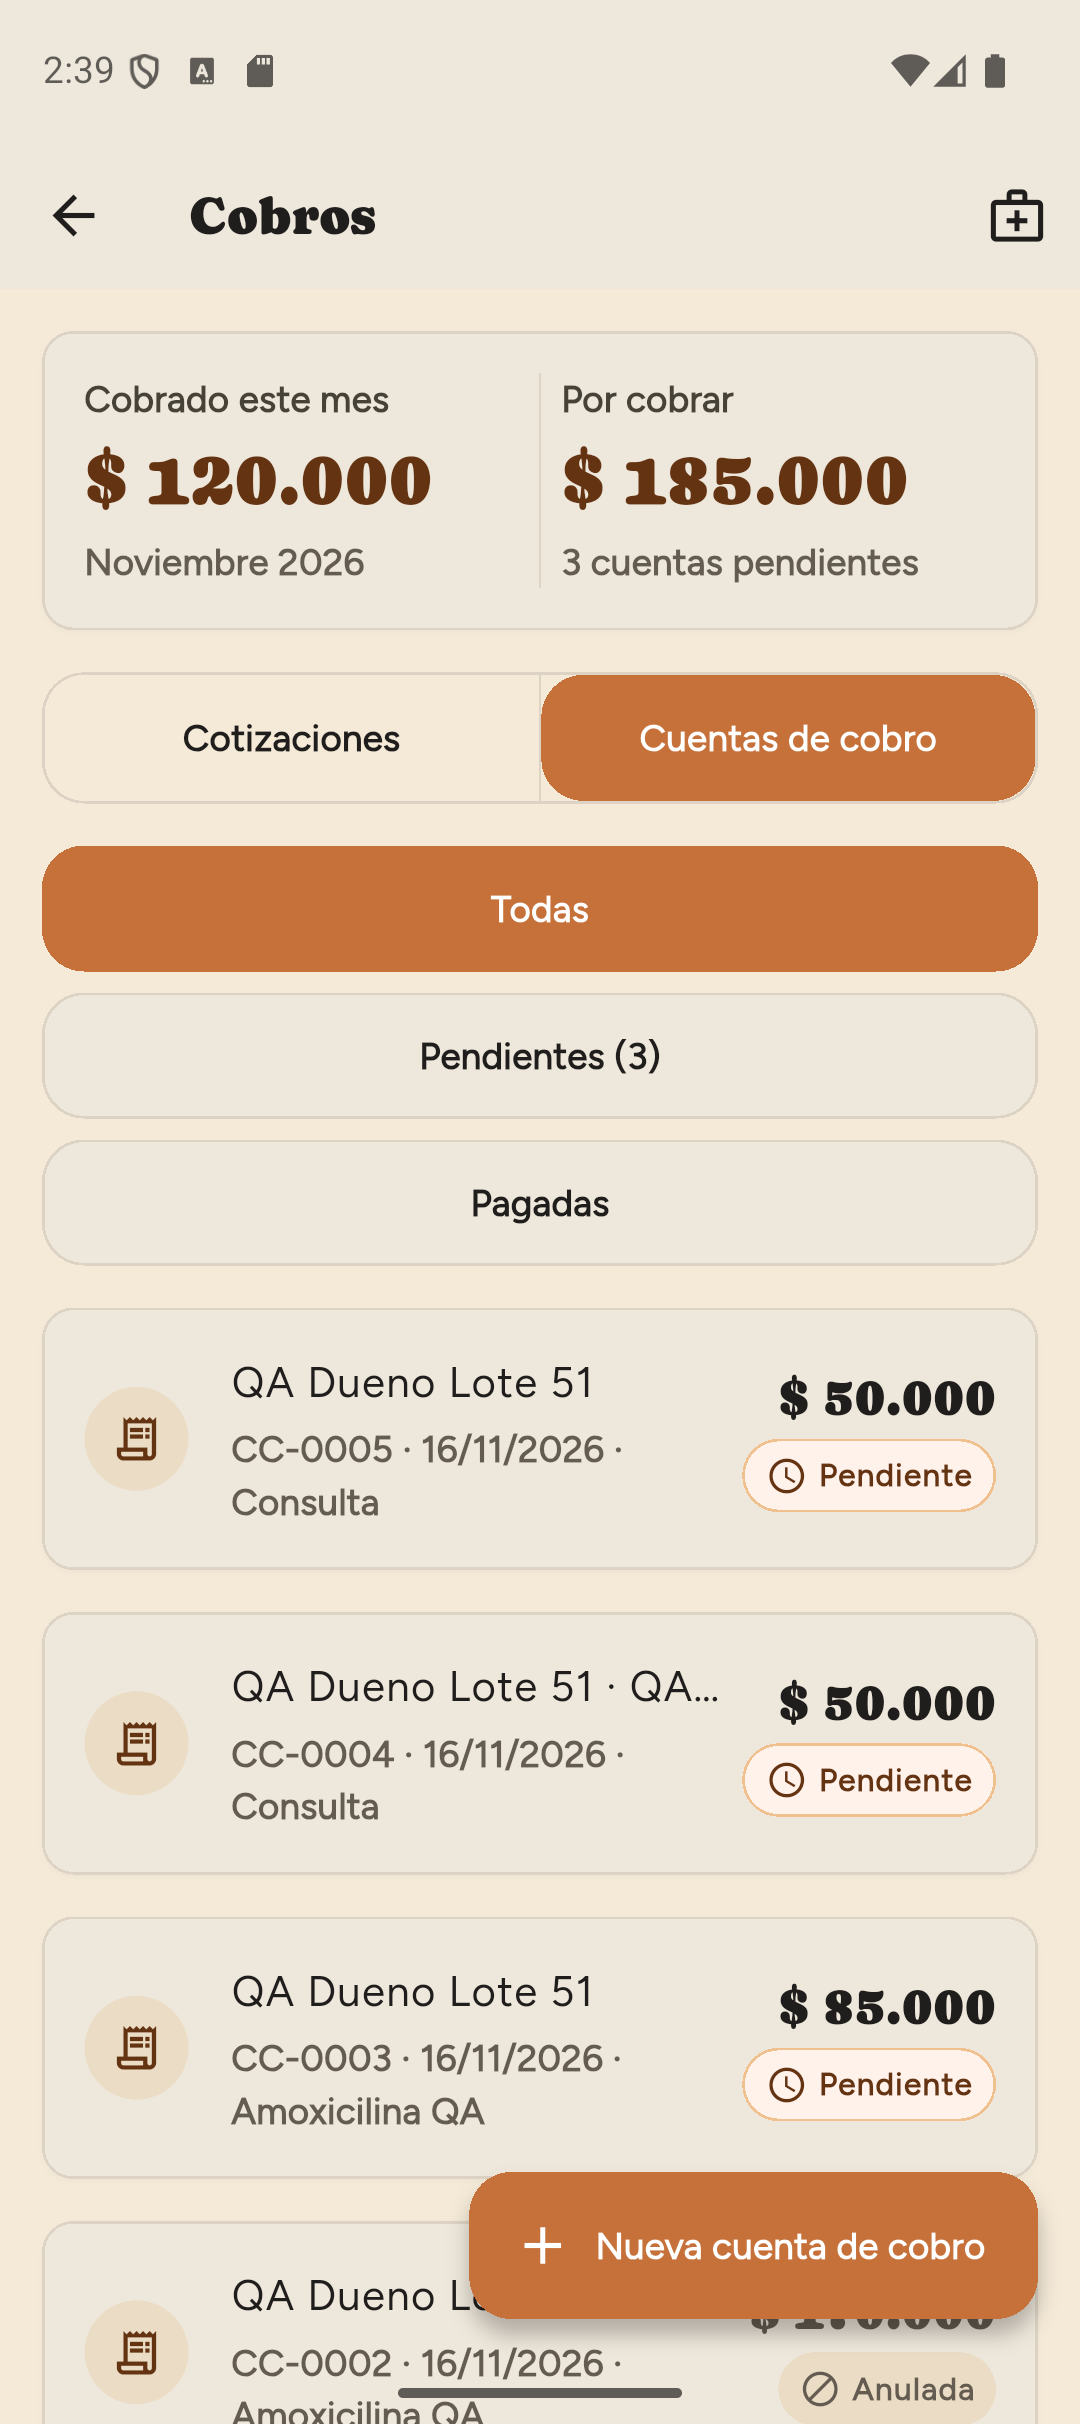 2:39
Cobros
Cobrado este mes
$ 120.000
Noviembre 2026
Por cobrar
$ 185.000
3 cuentas pendientes
Cotizaciones
Cuentas de cobro
Todas
Pendientes (3)
Pagadas
QA Dueno Lote 51
CC-0005 · 16/11/2026 ·
Consulta
$ 50.000
Pendiente
QA Dueno Lote 51 · QA...
CC-0004 · 16/11/2026 ·
Consulta
$ 50.000
Pendiente
QA Dueno Lote 51
CC-0003 · 16/11/2026 ·
Amoxicilina QA
$ 85.000
Pendiente
Nueva cuenta de cobro
QA Dueno
CC-0002 · 16/11/2026 ·
Amoxicilina QA
Anulada